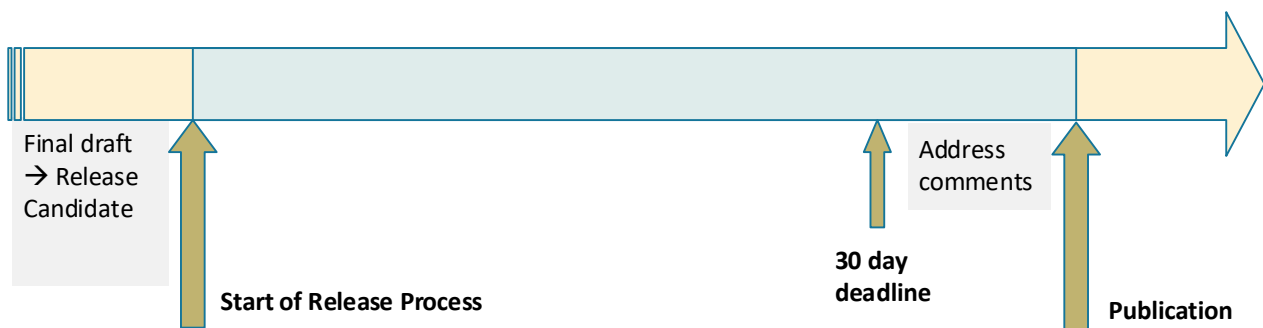 Final draft
→ Release
Candidate
Start of Release Process
30 day
deadline
Address
comments
Publication